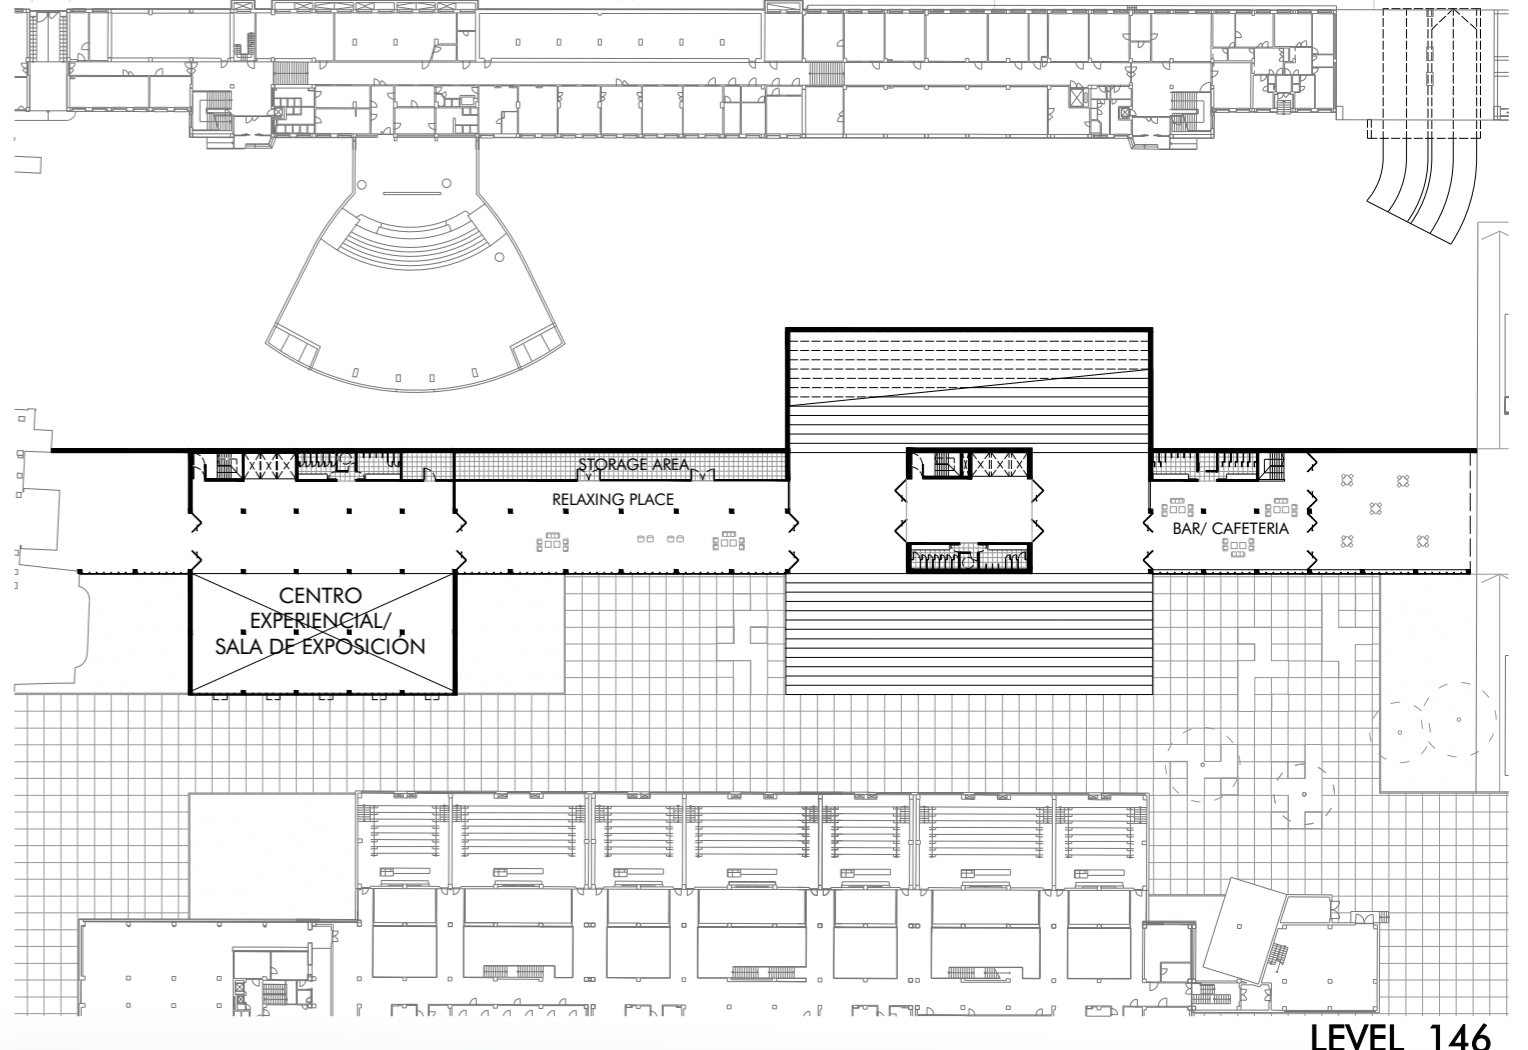 STORAGE AREA
RELAXING PLACE
BAR/ CAFETERIA
CENTRO
EXPERIENCIAL/
SALA DE EXPOSICIÓN
LEVEL 146